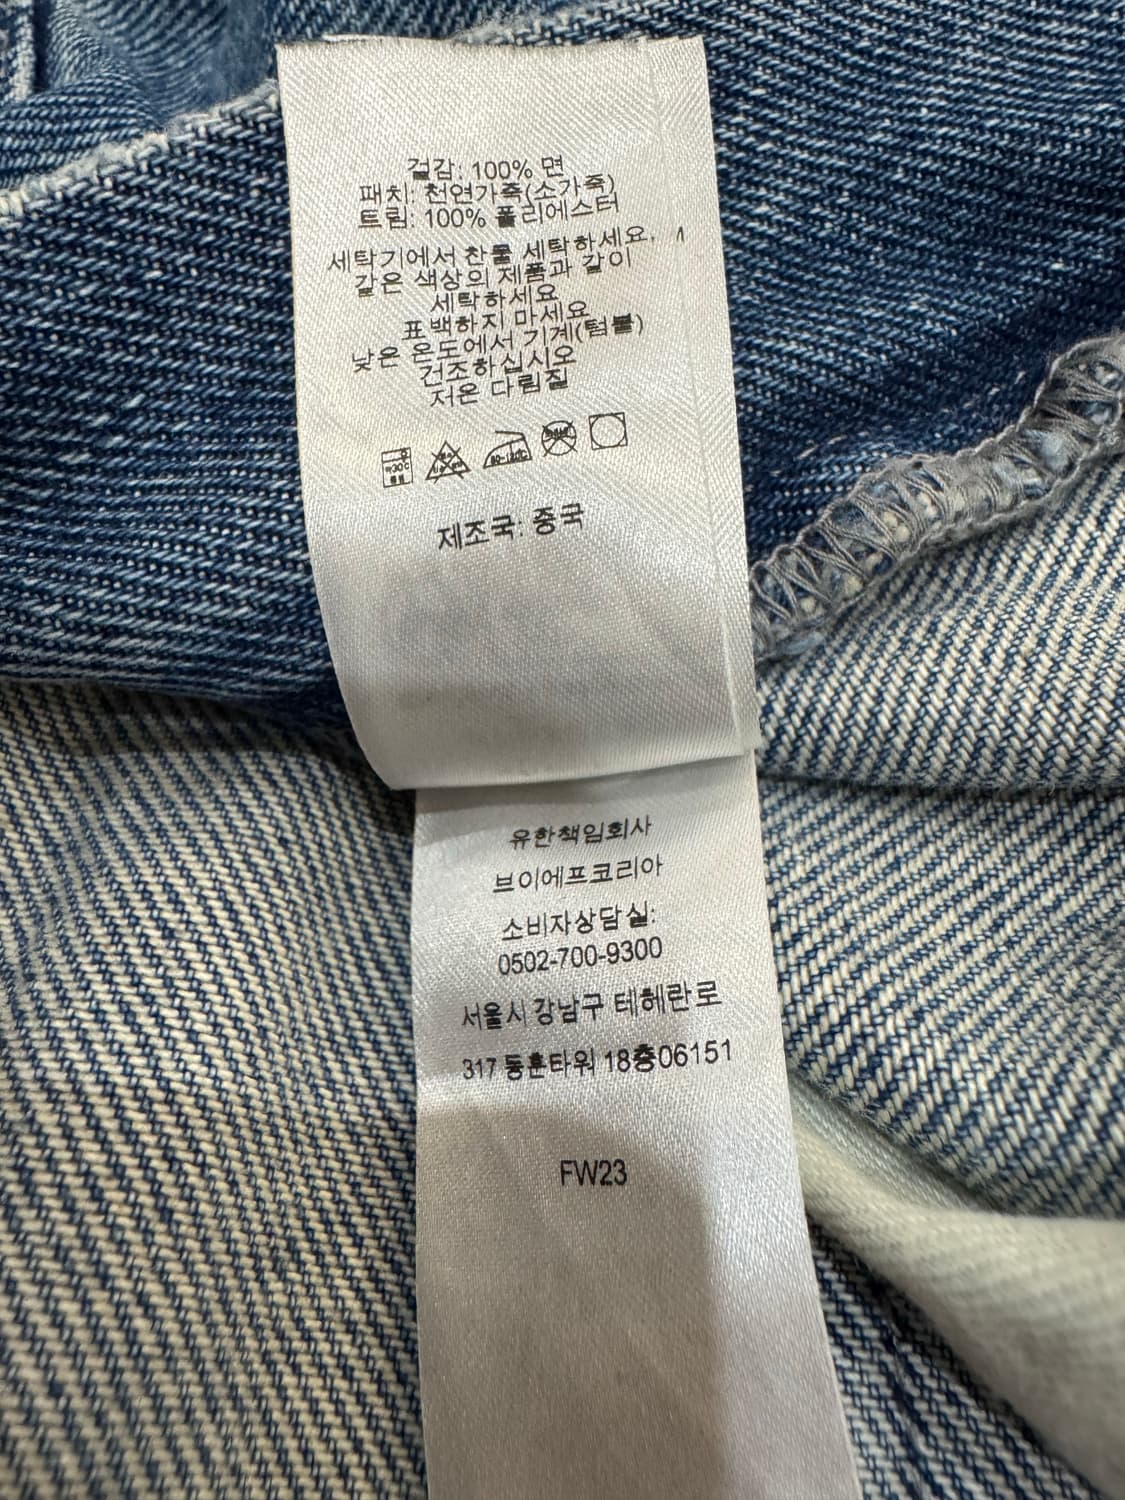 겉감: 100% 면
패치: 천연가죽(소가죽)
트림: 100% 폴리에스터
세탁기에서 찬물 세탁하세요.
같은 색상의 제품과 같이
세탁하세요
표백하지 마세요
낮은 온도에서 기계(텀블)
건조하십시오
저온 다림질
제조국: 중국
유한책임회사
브이에프코리아
소비자상담실:
0502-700-9300
서울시 강남구 테헤란로
317 동훈타워 18층06151
FW23